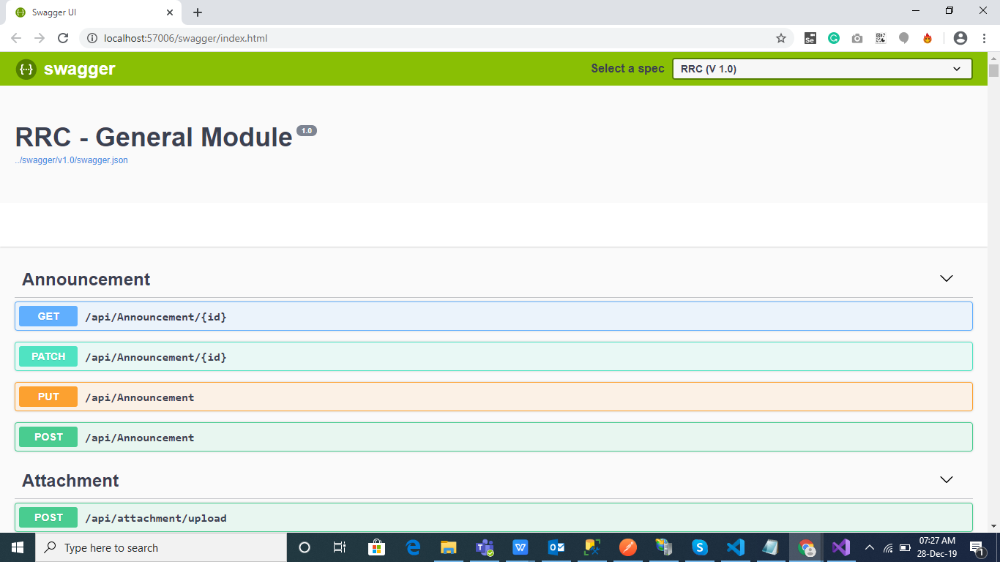 Swagger UI
localhost:57006/swagger/index.html
Se
swagger
Select a spec
RRC (V 1.0)
RRC - General Module 1.0
../swagger/v1.0/swagger.json
Announcement
GET /api/Announcement/{id}
PATCH /api/Announcement/{id}
PUT /api/Announcement
POST /api/Announcement
Attachment
POST /api/attachment/upload
Type here to search
07:27 AM
28-Dec-19
1